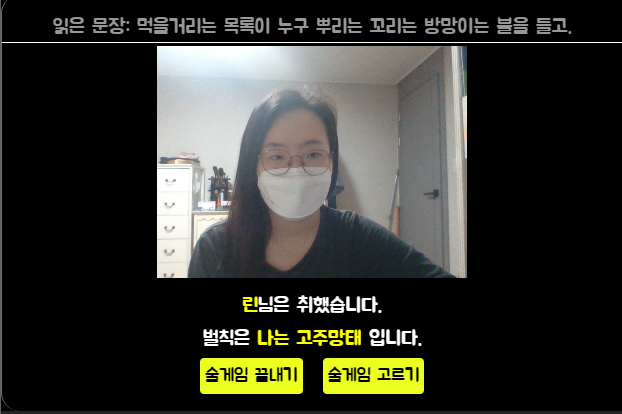 읽은 문장: 먹을거리는 목록이 누구 뿌리는 꼬리는 방망이는 불을 들고.
린님은 취했습니다.
벌칙은 나는 고주망태 입니다.
술게임 끝내기
술게임 고르기